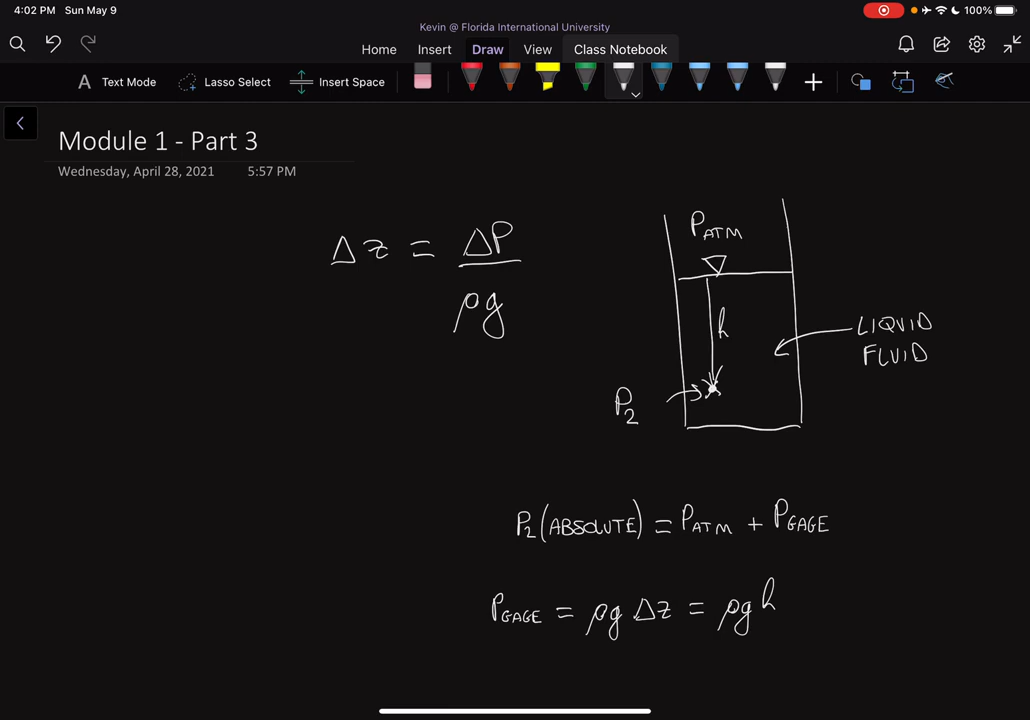 4:02 PM Sun May 9
100%
Kevin @ Florida International University
Home Insert Draw View Class Notebook
A Text Mode Lasso Select Insert Space
Module 1 - Part 3
Wednesday, April 28, 2021 5:57 PM
Δz = ΔP / ρg
P_ATM
h
LIQUID
FLUID
P_2
P_2 (ABSOLUTE) = P_ATM + P_GAGE
P_GAGE = ρg Δz = ρgh